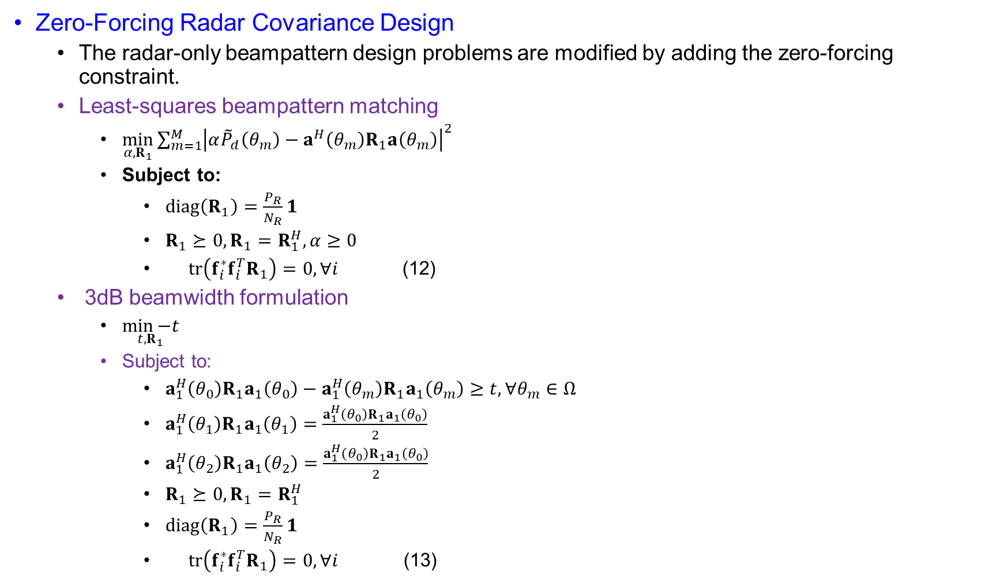 • Zero-Forcing Radar Covariance Design
• The radar-only beampattern design problems are modified by adding the zero-forcing
constraint.
• Least-squares beampattern matching
• $\min_{\alpha,\mathbf{R}_1} \sum_{m=1}^{M} \left| \alpha \tilde{P}_d(\theta_m) - \mathbf{a}^H(\theta_m)\mathbf{R}_1\mathbf{a}(\theta_m) \right|^2$
• Subject to:
• $\mathrm{diag}(\mathbf{R}_1) = \frac{P_R}{N_R}\mathbf{1}$
• $\mathbf{R}_1 \succeq 0, \mathbf{R}_1 = \mathbf{R}_1^H, \alpha \geq 0$
• $\mathrm{tr}(\mathbf{f}_i^* \mathbf{f}_i^T \mathbf{R}_1) = 0, \forall i$ (12)
• 3dB beamwidth formulation
• $\min_{t,\mathbf{R}_1} -t$
• Subject to:
• $\mathbf{a}_1^H(\theta_0)\mathbf{R}_1\mathbf{a}_1(\theta_0) - \mathbf{a}_1^H(\theta_m)\mathbf{R}_1\mathbf{a}_1(\theta_m) \geq t, \forall \theta_m \in \Omega$
• $\mathbf{a}_1^H(\theta_1)\mathbf{R}_1\mathbf{a}_1(\theta_1) = \frac{\mathbf{a}_1^H(\theta_0)\mathbf{R}_1\mathbf{a}_1(\theta_0)}{2}$
• $\mathbf{a}_1^H(\theta_2)\mathbf{R}_1\mathbf{a}_1(\theta_2) = \frac{\mathbf{a}_1^H(\theta_0)\mathbf{R}_1\mathbf{a}_1(\theta_0)}{2}$
• $\mathbf{R}_1 \succeq 0, \mathbf{R}_1 = \mathbf{R}_1^H$
• $\mathrm{diag}(\mathbf{R}_1) = \frac{P_R}{N_R}\mathbf{1}$
• $\mathrm{tr}(\mathbf{f}_i^* \mathbf{f}_i^T \mathbf{R}_1) = 0, \forall i$ (13)